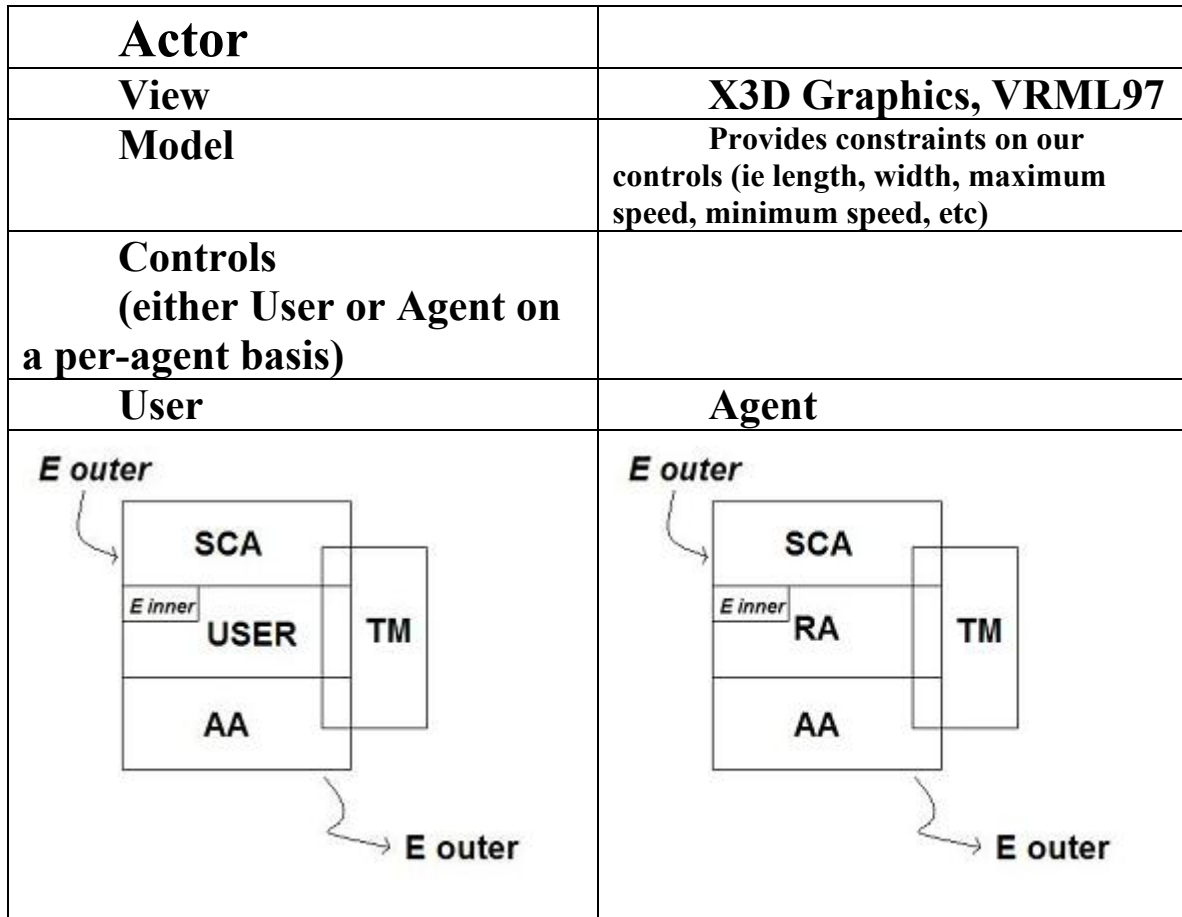 Actor
View
X3D Graphics, VRML97
Model
Provides constraints on our
controls (ie length, width, maximum
speed, minimum speed, etc)
Controls
(either User or Agent on
a per-agent basis)
User
Agent
E outer
SCA
E inner
USER
TM
AA
E outer
E outer
SCA
E inner
RA
TM
AA
E outer